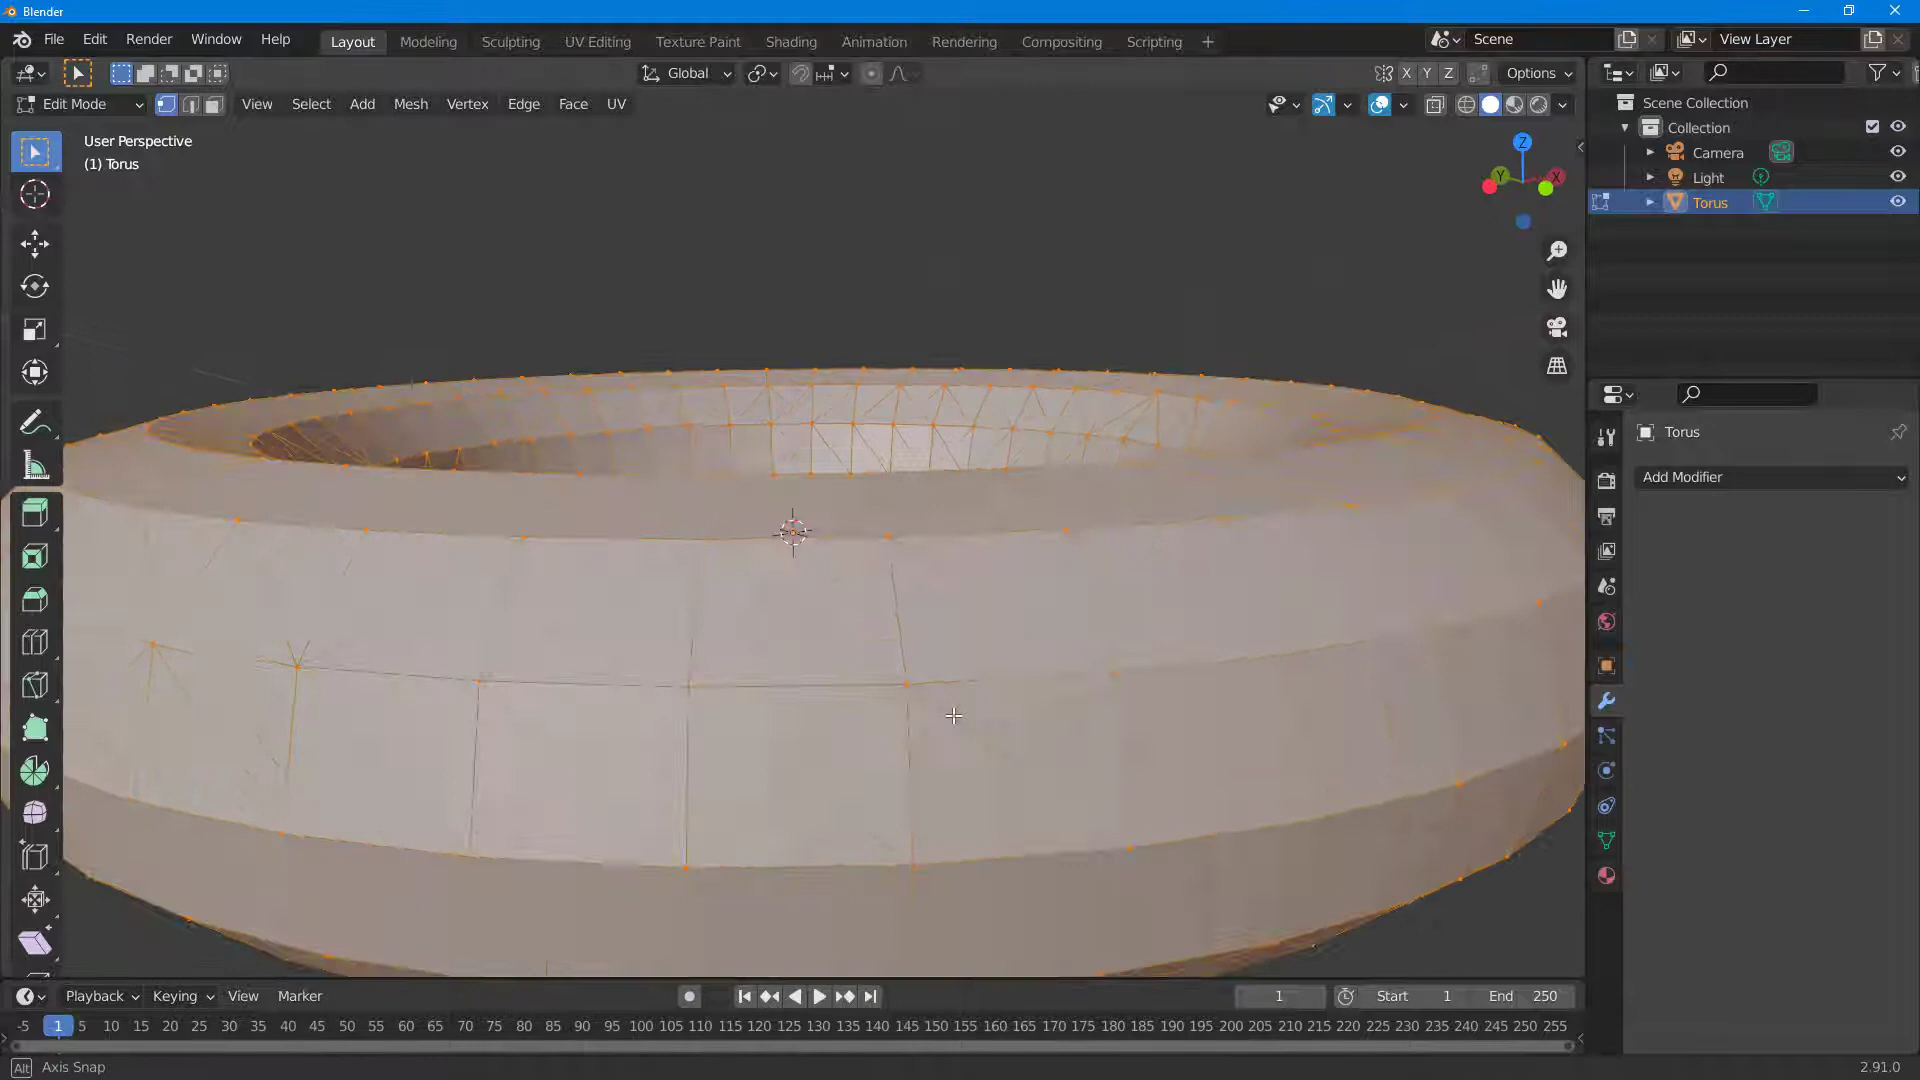 Blender
File Edit Render Window Help Layout Modeling Sculpting UV Editing Texture Paint Shading Animation Rendering Compositing Scripting + Scene View Layer
Global X Y Z Options
Edit Mode View Select Add Mesh Vertex Edge Face UV
User Perspective
(1) Torus
Z
Y X
Scene Collection
Collection
Camera
Light
Torus
Torus
Add Modifier
Playback Keying View Marker 1 Start 1 End 250
-5 1 5 10 15 20 25 30 35 40 45 50 55 60 65 70 75 80 85 90 95 100 105 110 115 120 125 130 135 140 145 150 155 160 165 170 175 180 185 190 195 200 205 210 215 220 225 230 235 240 245 250 255
Alt Axis Snap 2.91.0